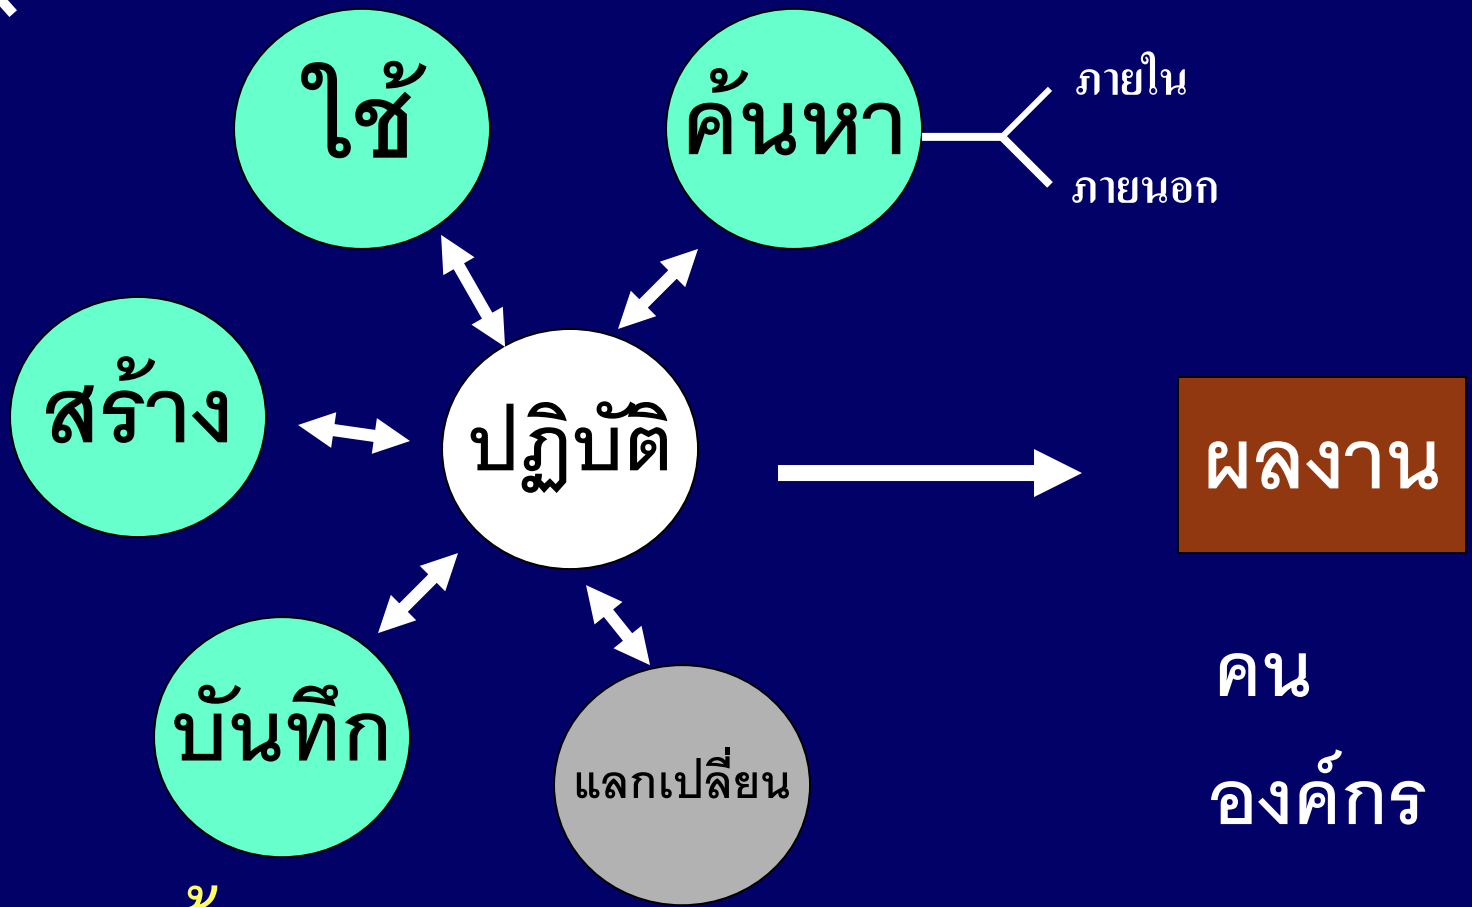 ใช้
ค้นหา
ภายใน
ภายนอก
สร้าง
ปฏิบัติ
ผลงาน
คน
องค์กร
บันทึก
แลกเปลี่ยน